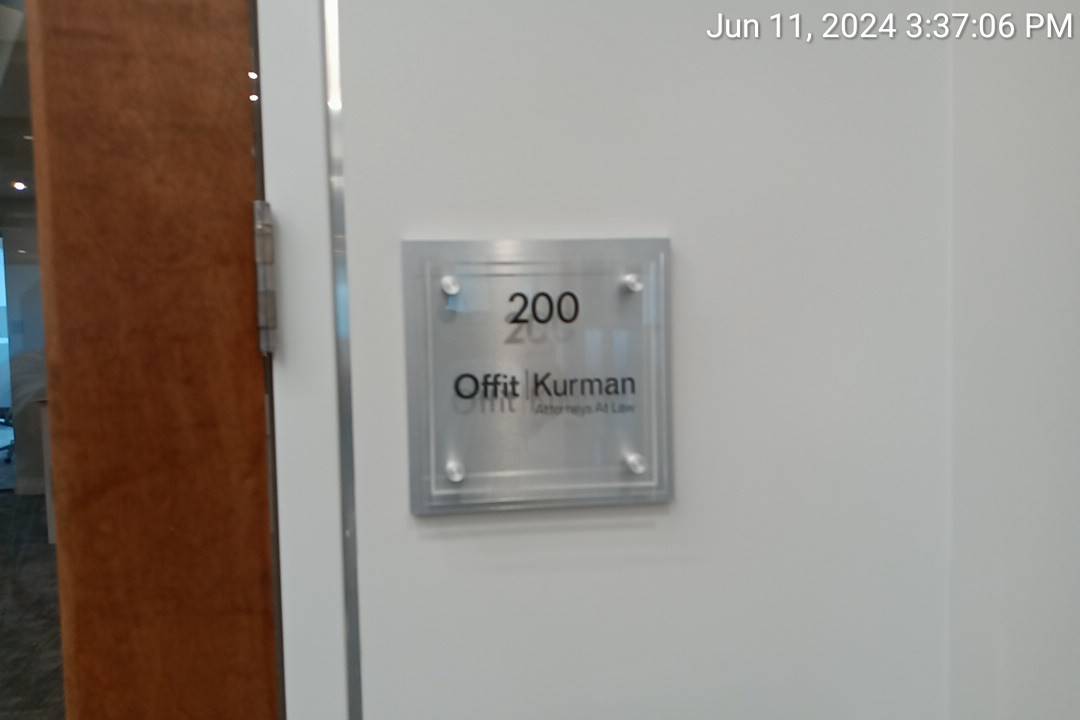 Jun 11, 2024 3:37:06 PM
200
Offit | Kurman
Attorneys At Law